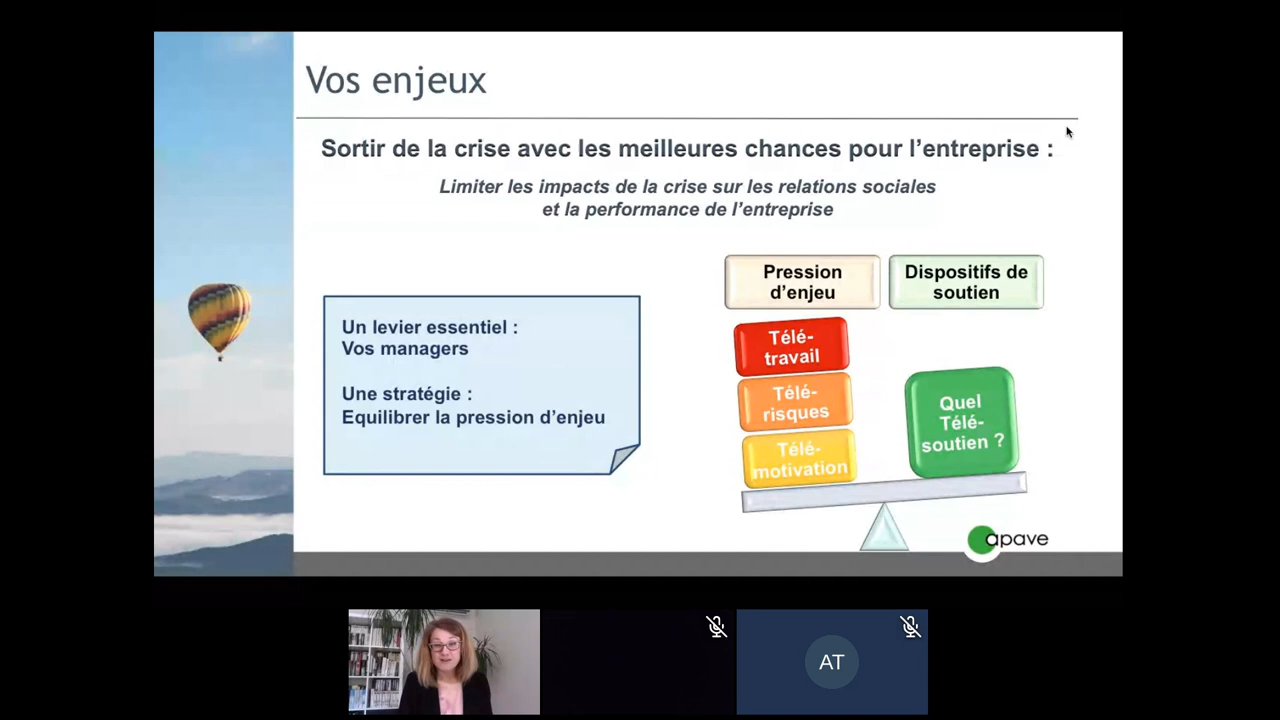 Vos enjeux
Sortir de la crise avec les meilleures chances pour l'entreprise :
Limiter les impacts de la crise sur les relations sociales
et la performance de l'entreprise
Un levier essentiel :
Vos managers
Une stratégie :
Equilibrer la pression d'enjeu
Pression
d'enjeu
Dispositifs de
soutien
Télé-
travail
Télé-
risques
Télé-
motivation
Quel
Télé-
soutien ?
apave
AT